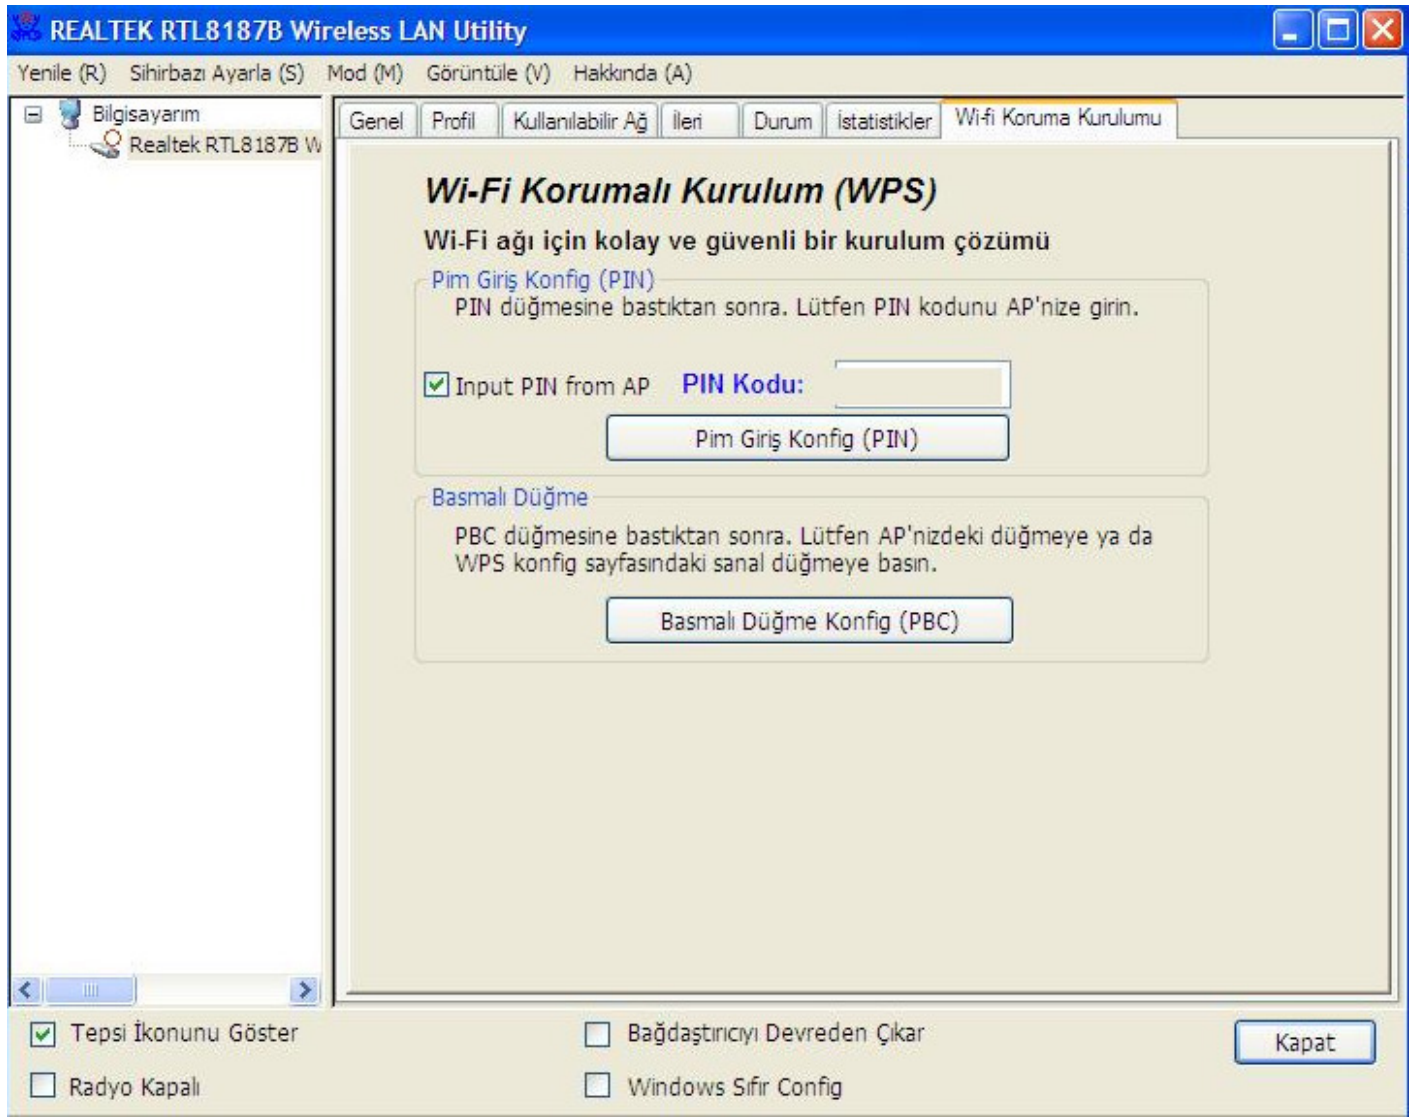 REALTEK RTL8187B Wireless LAN Utility
Yenile (R) Sihirbazı Ayarla (S) Mod (M) Görüntüle (V) Hakkında (A)
Bilgisayarım
Realtek RTL8187B W
Genel Profil Kullanılabilir Ağ İleri Durum İstatistikler Wi-fi Koruma Kurulumu
Wi-Fi Korumalı Kurulum (WPS)
Wi-Fi ağı için kolay ve güvenli bir kurulum çözümü
Pim Giriş Konfig (PIN)
PIN düğmesine bastıktan sonra. Lütfen PIN kodunu AP'nize girin.
Input PIN from AP PIN Kodu:
Pim Giriş Konfig (PIN)
Basmalı Düğme
PBC düğmesine bastıktan sonra. Lütfen AP'nizdeki düğmeye ya da
WPS konfig sayfasındaki sanal düğmeye basın.
Basmalı Düğme Konfig (PBC)
Tepsi İkonunu Göster
Bağdaştırıcıyı Devreden Çıkar
Kapat
Radyo Kapalı
Windows Sıfır Config